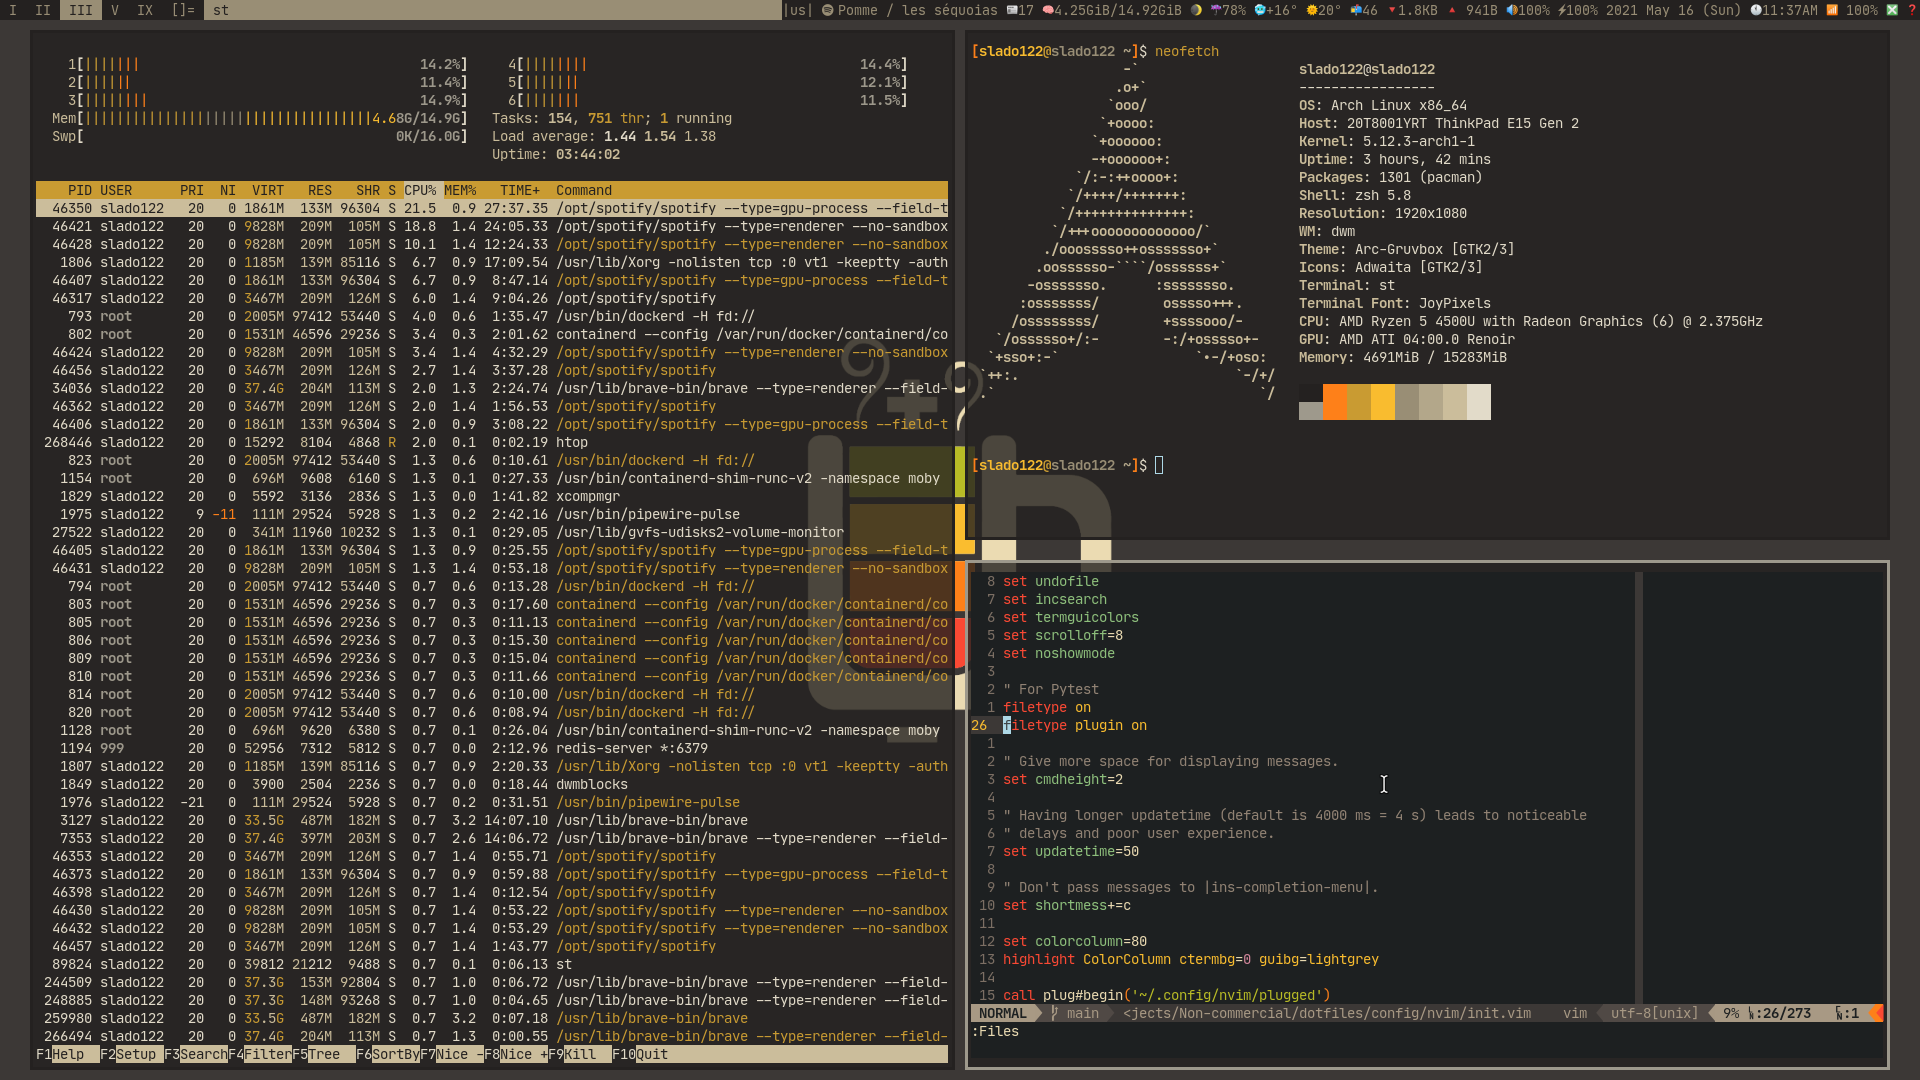 I II III V IX []= st |us| Pomme / les séquoias 17 4.25GiB/14.92GiB 78% +16° 20° 46 1.8KB 941B 100% 100% 2021 May 16 (Sun) 11:37AM 100% ?
1[||||||| 14.2%] 4[|||||||| 14.4%]
2[|||||| 11.4%] 5[||||||| 12.1%]
3[|||||||| 14.9%] 6[||||||| 11.5%]
Mem[||||||||||||||||||||||||||||||||||||4.68G/14.9G] Tasks: 154, 751 thr; 1 running
Swp[ 0K/16.0G] Load average: 1.44 1.54 1.38
Uptime: 03:44:02
PID USER PRI NI VIRT RES SHR S CPU% MEM% TIME+ Command
46350 slado122 20 0 1861M 133M 96304 S 21.5 0.9 27:37.35 /opt/spotify/spotify --type=gpu-process --field-t
46421 slado122 20 0 9828M 209M 105M S 18.8 1.4 24:05.33 /opt/spotify/spotify --type=renderer --no-sandbox
46428 slado122 20 0 9828M 209M 105M S 10.1 1.4 12:24.33 /opt/spotify/spotify --type=renderer --no-sandbox
1806 slado122 20 0 1185M 139M 85116 S 6.7 0.9 17:09.54 /usr/lib/Xorg -nolisten tcp :0 vt1 -keeptty -auth
46407 slado122 20 0 1861M 133M 96304 S 6.7 0.9 8:47.14 /opt/spotify/spotify --type=gpu-process --field-t
46317 slado122 20 0 3467M 209M 126M S 6.0 1.4 9:04.26 /opt/spotify/spotify
793 root 20 0 2005M 97412 53440 S 4.0 0.6 1:35.47 /usr/bin/dockerd -H fd://
802 root 20 0 1531M 46596 29236 S 3.4 0.3 2:01.62 containerd --config /var/run/docker/containerd/co
46424 slado122 20 0 9828M 209M 105M S 3.4 1.4 4:32.29 /opt/spotify/spotify --type=renderer --no-sandbox
46456 slado122 20 0 3467M 209M 126M S 2.7 1.4 3:37.28 /opt/spotify/spotify
34036 slado122 20 0 37.4G 204M 113M S 2.0 1.3 2:24.74 /usr/lib/brave-bin/brave --type=renderer --field-
46362 slado122 20 0 3467M 209M 126M S 2.0 1.4 1:56.53 /opt/spotify/spotify
46406 slado122 20 0 1861M 133M 96304 S 2.0 0.9 3:08.22 /opt/spotify/spotify --type=gpu-process --field-t
268446 slado122 20 0 15292 8104 4868 R 2.0 0.1 0:02.19 htop
823 root 20 0 2005M 97412 53440 S 1.3 0.6 0:10.61 /usr/bin/dockerd -H fd://
1154 root 20 0 696M 9608 6160 S 1.3 0.1 0:27.33 /usr/bin/containerd-shim-runc-v2 -namespace moby
1829 slado122 20 0 5592 3136 2836 S 1.3 0.0 1:41.82 xcompmgr
1975 slado122 9 -11 111M 29524 5928 S 1.3 0.2 2:42.16 /usr/bin/pipewire-pulse
27522 slado122 20 0 341M 11960 10232 S 1.3 0.1 0:29.05 /usr/lib/gvfs-udisks2-volume-monitor
46405 slado122 20 0 1861M 133M 96304 S 1.3 0.9 0:25.55 /opt/spotify/spotify --type=gpu-process --field-t
46431 slado122 20 0 9828M 209M 105M S 1.3 1.4 0:53.18 /opt/spotify/spotify --type=renderer --no-sandbox
794 root 20 0 2005M 97412 53440 S 0.7 0.6 0:13.28 /usr/bin/dockerd -H fd://
803 root 20 0 1531M 46596 29236 S 0.7 0.3 0:17.60 containerd --config /var/run/docker/containerd/co
805 root 20 0 1531M 46596 29236 S 0.7 0.3 0:11.13 containerd --config /var/run/docker/containerd/co
806 root 20 0 1531M 46596 29236 S 0.7 0.3 0:15.30 containerd --config /var/run/docker/containerd/co
809 root 20 0 1531M 46596 29236 S 0.7 0.3 0:15.04 containerd --config /var/run/docker/containerd/co
810 root 20 0 1531M 46596 29236 S 0.7 0.3 0:11.66 containerd --config /var/run/docker/containerd/co
814 root 20 0 2005M 97412 53440 S 0.7 0.6 0:10.00 /usr/bin/dockerd -H fd://
820 root 20 0 2005M 97412 53440 S 0.7 0.6 0:08.94 /usr/bin/dockerd -H fd://
1128 root 20 0 696M 9620 6380 S 0.7 0.1 0:26.04 /usr/bin/containerd-shim-runc-v2 -namespace moby
1194 999 20 0 52956 7312 5812 S 0.7 0.0 2:12.96 redis-server *:6379
1807 slado122 20 0 1185M 139M 85116 S 0.7 0.9 2:20.33 /usr/lib/Xorg -nolisten tcp :0 vt1 -keeptty -auth
1849 slado122 20 0 3900 2504 2236 S 0.7 0.0 0:18.44 dwmblocks
1976 slado122 -21 0 111M 29524 5928 S 0.7 0.2 0:31.51 /usr/bin/pipewire-pulse
3127 slado122 20 0 33.5G 487M 182M S 0.7 3.2 14:07.10 /usr/lib/brave-bin/brave
7353 slado122 20 0 37.4G 397M 203M S 0.7 2.6 14:06.72 /usr/lib/brave-bin/brave --type=renderer --field-
46353 slado122 20 0 3467M 209M 126M S 0.7 1.4 0:55.71 /opt/spotify/spotify
46373 slado122 20 0 1861M 133M 96304 S 0.7 0.9 0:59.88 /opt/spotify/spotify --type=gpu-process --field-t
46398 slado122 20 0 3467M 209M 126M S 0.7 1.4 0:12.54 /opt/spotify/spotify
46430 slado122 20 0 9828M 209M 105M S 0.7 1.4 0:53.22 /opt/spotify/spotify --type=renderer --no-sandbox
46432 slado122 20 0 9828M 209M 105M S 0.7 1.4 0:53.29 /opt/spotify/spotify --type=renderer --no-sandbox
46457 slado122 20 0 3467M 209M 126M S 0.7 1.4 1:43.77 /opt/spotify/spotify
89824 slado122 20 0 39812 21212 9488 S 0.7 0.1 0:06.13 st
244509 slado122 20 0 37.3G 153M 92804 S 0.7 1.0 0:06.72 /usr/lib/brave-bin/brave --type=renderer --field-
248885 slado122 20 0 37.3G 148M 93268 S 0.7 1.0 0:04.65 /usr/lib/brave-bin/brave --type=renderer --field-
259980 slado122 20 0 33.5G 487M 182M S 0.7 3.2 0:07.18 /usr/lib/brave-bin/brave
266494 slado122 20 0 37.4G 204M 113M S 0.7 1.3 0:00.55 /usr/lib/brave-bin/brave --type=renderer --field-
F1Help F2Setup F3SearchF4FilterF5Tree F6SortByF7Nice -F8Nice +F9Kill F10Quit
[slado122@slado122 ~]$ neofetch
-`
.o+`
`ooo/
`+oooo:
`+oooooo:
-+oooooo+:
`/:-:++oooo+:
`/++++/+++++++:
`/++++++++++++++:
`/+++ooooooooooooo/`
./ooosssso++osssssso+`
.oossssso-````/ossssss+`
-osssssso. :ssssssso.
:osssssss/ osssso+++.
/ossssssss/ +ssssooo/-
`/ossssso+/:- -:/+osssso+-
`+sso+:-` `.-/+oso:
`++:. `-/+/
.` `/
slado122@slado122
-----------------
OS: Arch Linux x86_64
Host: 20T8001YRT ThinkPad E15 Gen 2
Kernel: 5.12.3-arch1-1
Uptime: 3 hours, 42 mins
Packages: 1301 (pacman)
Shell: zsh 5.8
Resolution: 1920x1080
WM: dwm
Theme: Arc-Gruvbox [GTK2/3]
Icons: Adwaita [GTK2/3]
Terminal: st
Terminal Font: JoyPixels
CPU: AMD Ryzen 5 4500U with Radeon Graphics (6) @ 2.375GHz
GPU: AMD ATI 04:00.0 Renoir
Memory: 4691MiB / 15283MiB
[slado122@slado122 ~]$
8 set undofile
7 set incsearch
6 set termguicolors
5 set scrolloff=8
4 set noshowmode
3
2 " For Pytest
1 filetype on
26 filetype plugin on
1
2 " Give more space for displaying messages.
3 set cmdheight=2
4
5 " Having longer updatetime (default is 4000 ms = 4 s) leads to noticeable
6 " delays and poor user experience.
7 set updatetime=50
8
9 " Don't pass messages to |ins-completion-menu|.
10 set shortmess+=c
11
12 set colorcolumn=80
13 highlight ColorColumn ctermbg=0 guibg=lightgrey
14
15 call plug#begin('~/.config/nvim/plugged')
NORMAL main <jects/Non-commercial/dotfiles/config/nvim/init.vim vim utf-8[unix] 9% :26/273 :1
:Files